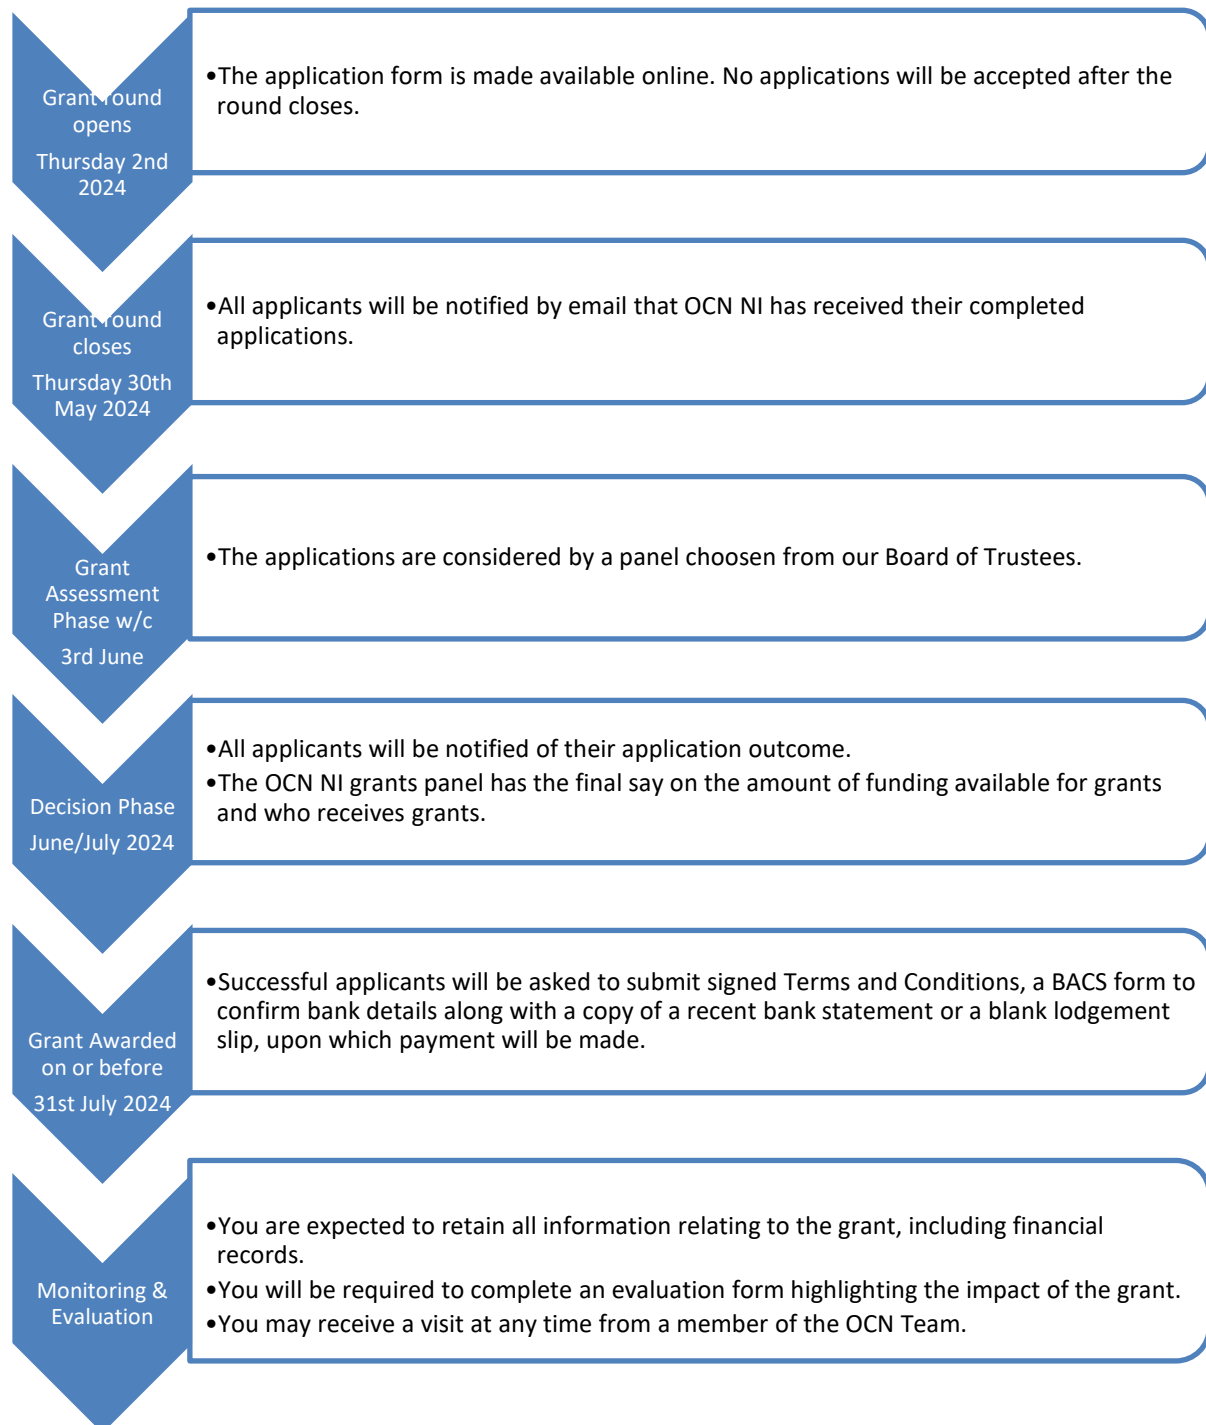 Grant round
opens
Thursday 2nd
2024
•The application form is made available online. No applications will be accepted after the
round closes.
Grant round
closes
Thursday 30th
May 2024
•All applicants will be notified by email that OCN NI has received their completed
applications.
Grant
Assessment
Phase w/c
3rd June
•The applications are considered by a panel choosen from our Board of Trustees.
Decision Phase
June/July 2024
•All applicants will be notified of their application outcome.
•The OCN NI grants panel has the final say on the amount of funding available for grants
and who receives grants.
Grant Awarded
on or before
31st July 2024
•Successful applicants will be asked to submit signed Terms and Conditions, a BACS form to
confirm bank details along with a copy of a recent bank statement or a blank lodgement
slip, upon which payment will be made.
Monitoring &
Evaluation
•You are expected to retain all information relating to the grant, including financial
records.
•You will be required to complete an evaluation form highlighting the impact of the grant.
•You may receive a visit at any time from a member of the OCN Team.